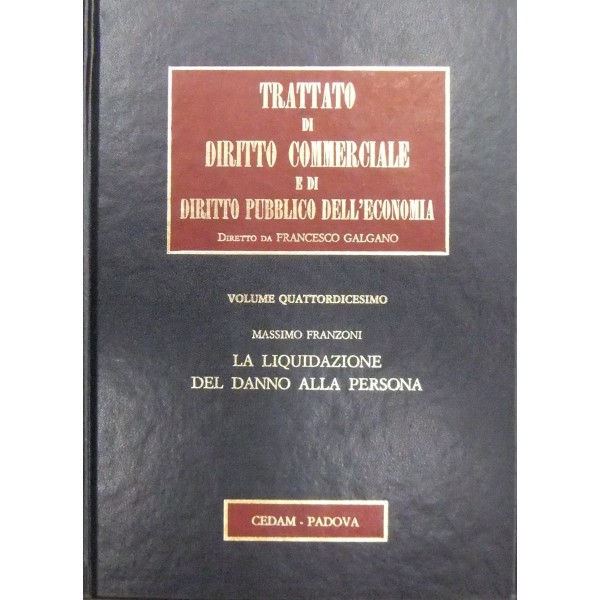 TRATTATO
DI
DIRITTO COMMERCIALE
E DI
DIRITTO PUBBLICO DELL'ECONOMIA
DIRETTO DA FRANCESCO GALGANO
VOLUME QUATTORDICESIMO
MASSIMO FRANZONI
LA LIQUIDAZIONE
DEL DANNO ALLA PERSONA
CEDAM - PADOVA